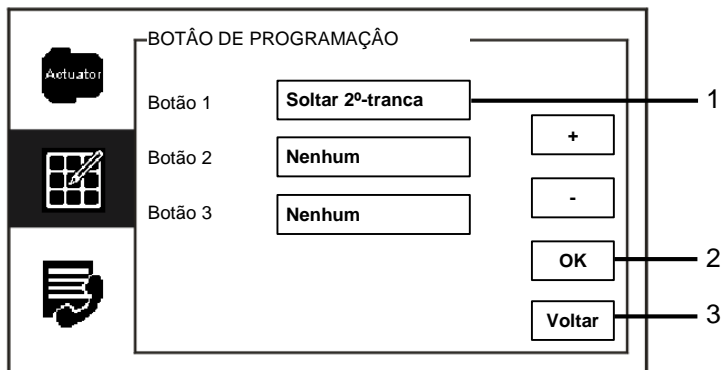 BOTÂO DE PROGRAMAÇÂO
Actuator
Botão 1
Soltar 2º-tranca
1
+
Botão 2
Nenhum
-
Botão 3
Nenhum
OK
2
Voltar
3